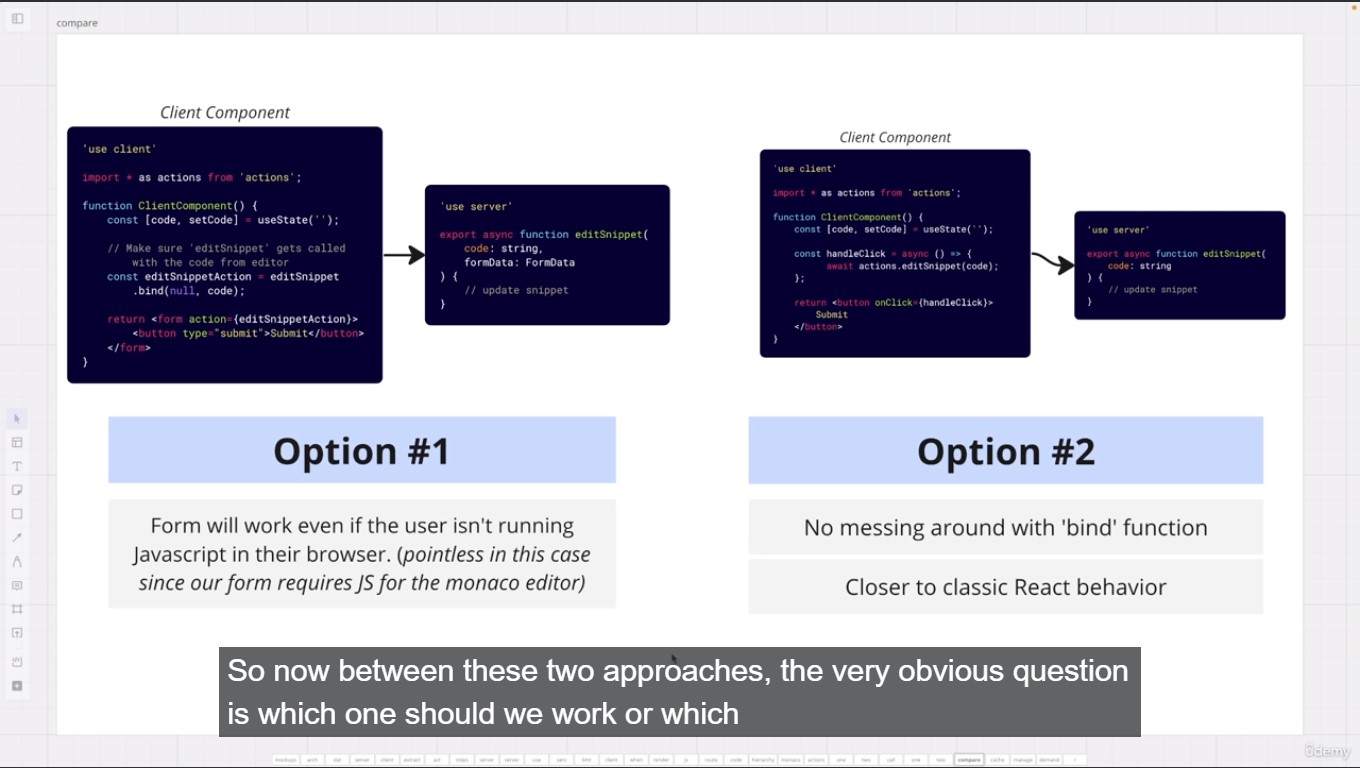 compare
Client Component
'use client'
import * as actions from 'actions';
function ClientComponent() {
const [code, setCode] = useState('');
// Make sure 'editSnippet' gets called
with the code from editor
const editSnippetAction = editSnippet
.bind(null, code);
return <form action={editSnippetAction}>
<button type="submit">Submit</button>
</form>
}
'use server'
export async function editSnippet(
code: string,
formData: FormData
) {
// update snippet
}
Client Component
'use client'
import * as actions from 'actions';
function ClientComponent() {
const [code, setCode] = useState('');
const handleClick = async () => {
await actions.editSnippet(code);
};
return <button onClick={handleClick}>
Submit
</button>
}
'use server'
export async function editSnippet(
code: string
) {
// update snippet
}
Option #1
Form will work even if the user isn't running
Javascript in their browser. (pointless in this case
since our form requires JS for the monaco editor)
Option #2
No messing around with 'bind' function
Closer to classic React behavior
So now between these two approaches, the very obvious question
is which one should we work or which
ûdemy
compare